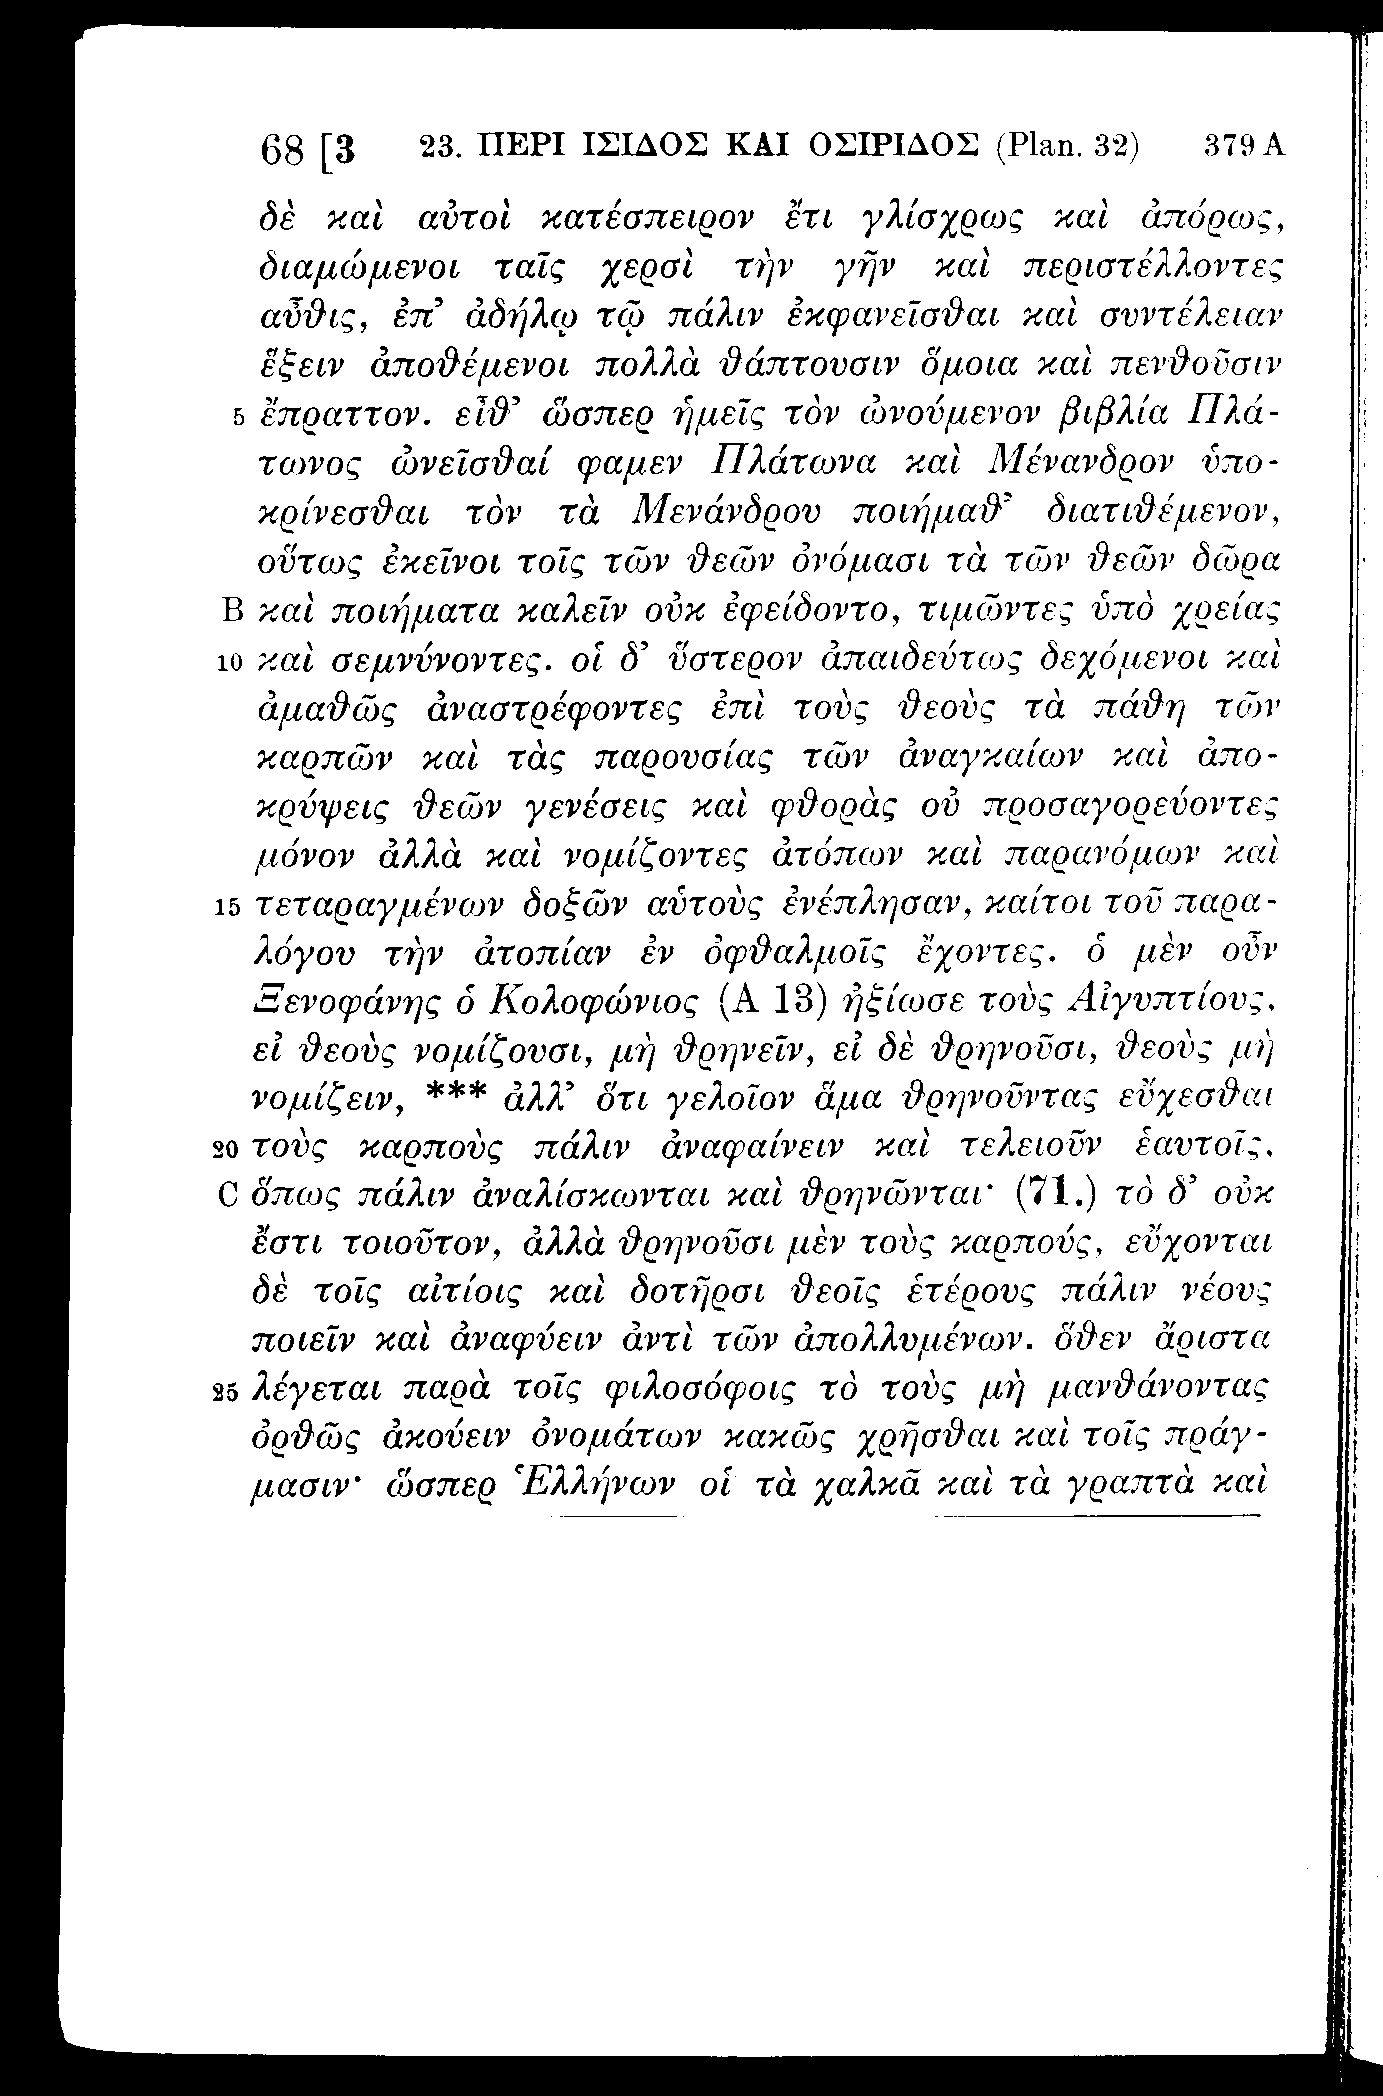 68 [3 23. ΠΕΡΙ ΙΣΙΔΟΣ ΚΑΙ ΟΣΙΡΙΔΟΣ (Plan. 32) 379 A
δὲ καὶ αὐτοὶ κατέσπειρον ἔτι γλίσχρως καὶ ἀπόρως,
διαμώμενοι ταῖς χερσὶ τὴν γῆν καὶ περιστέλλοντες
αὖθις, ἐπ’ ἀδήλῳ τῷ πάλιν ἐκφανεῖσθαι καὶ συντέλειαν
ἕξειν ἀποθέμενοι πολλὰ θάπτουσιν ὅμοια καὶ πενθοῦσιν
5 ἔπραττον. εἶθ’ ὥσπερ ἡμεῖς τὸν ὠνούμενον βιβλία Πλά-
τωνος ὠνεῖσθαί φαμεν Πλάτωνα καὶ Μένανδρον ὑπο-
κρίνεσθαι τὸν τὰ Μενάνδρου ποιήμαθ’ διατιθέμενον,
οὕτως ἐκεῖνοι τοῖς τῶν θεῶν ὀνόμασι τὰ τῶν θεῶν δῶρα
B καὶ ποιήματα καλεῖν οὐκ ἐφείδοντο, τιμῶντες ὑπὸ χρείας
10 καὶ σεμνύνοντες. οἱ δ’ ὕστερον ἀπαιδεύτως δεχόμενοι καὶ
ἀμαθῶς ἀναστρέφοντες ἐπὶ τοὺς θεοὺς τὰ πάθη τῶν
καρπῶν καὶ τὰς παρουσίας τῶν ἀναγκαίων καὶ ἀπο-
κρύψεις θεῶν γενέσεις καὶ φθορὰς οὐ προσαγορεύοντες
μόνον ἀλλὰ καὶ νομίζοντες ἀτόπων καὶ παρανόμων καὶ
15 τεταραγμένων δοξῶν αὑτοὺς ἐνέπλησαν, καίτοι τοῦ παρα-
λόγου τὴν ἀτοπίαν ἐν ὀφθαλμοῖς ἔχοντες. ὁ μὲν οὖν
Ξενοφάνης ὁ Κολοφώνιος (A 13) ἠξίωσε τοὺς Αἰγυπτίους,
εἰ θεοὺς νομίζουσι, μὴ θρηνεῖν, εἰ δὲ θρηνοῦσι, θεοὺς μὴ
νομίζειν, *** ἀλλ’ ὅτι γελοῖον ἅμα θρηνοῦντας εὔχεσθαι
20 τοὺς καρποὺς πάλιν ἀναφαίνειν καὶ τελειοῦν ἑαυτοῖς,
C ὅπως πάλιν ἀναλίσκωνται καὶ θρηνῶνται· (71.) τὸ δ’ οὐκ
ἔστι τοιοῦτον, ἀλλὰ θρηνοῦσι μὲν τοὺς καρπούς, εὔχονται
δὲ τοῖς αἰτίοις καὶ δοτῆρσι θεοῖς ἑτέρους πάλιν νέους
ποιεῖν καὶ ἀναφύειν ἀντὶ τῶν ἀπολλυμένων. ὅθεν ἄριστα
25 λέγεται παρὰ τοῖς φιλοσόφοις τὸ τοὺς μὴ μανθάνοντας
ὀρθῶς ἀκούειν ὀνομάτων κακῶς χρῆσθαι καὶ τοῖς πράγ-
μασιν· ὥσπερ Ἑλλήνων οἱ τὰ χαλκᾶ καὶ τὰ γραπτὰ καὶ